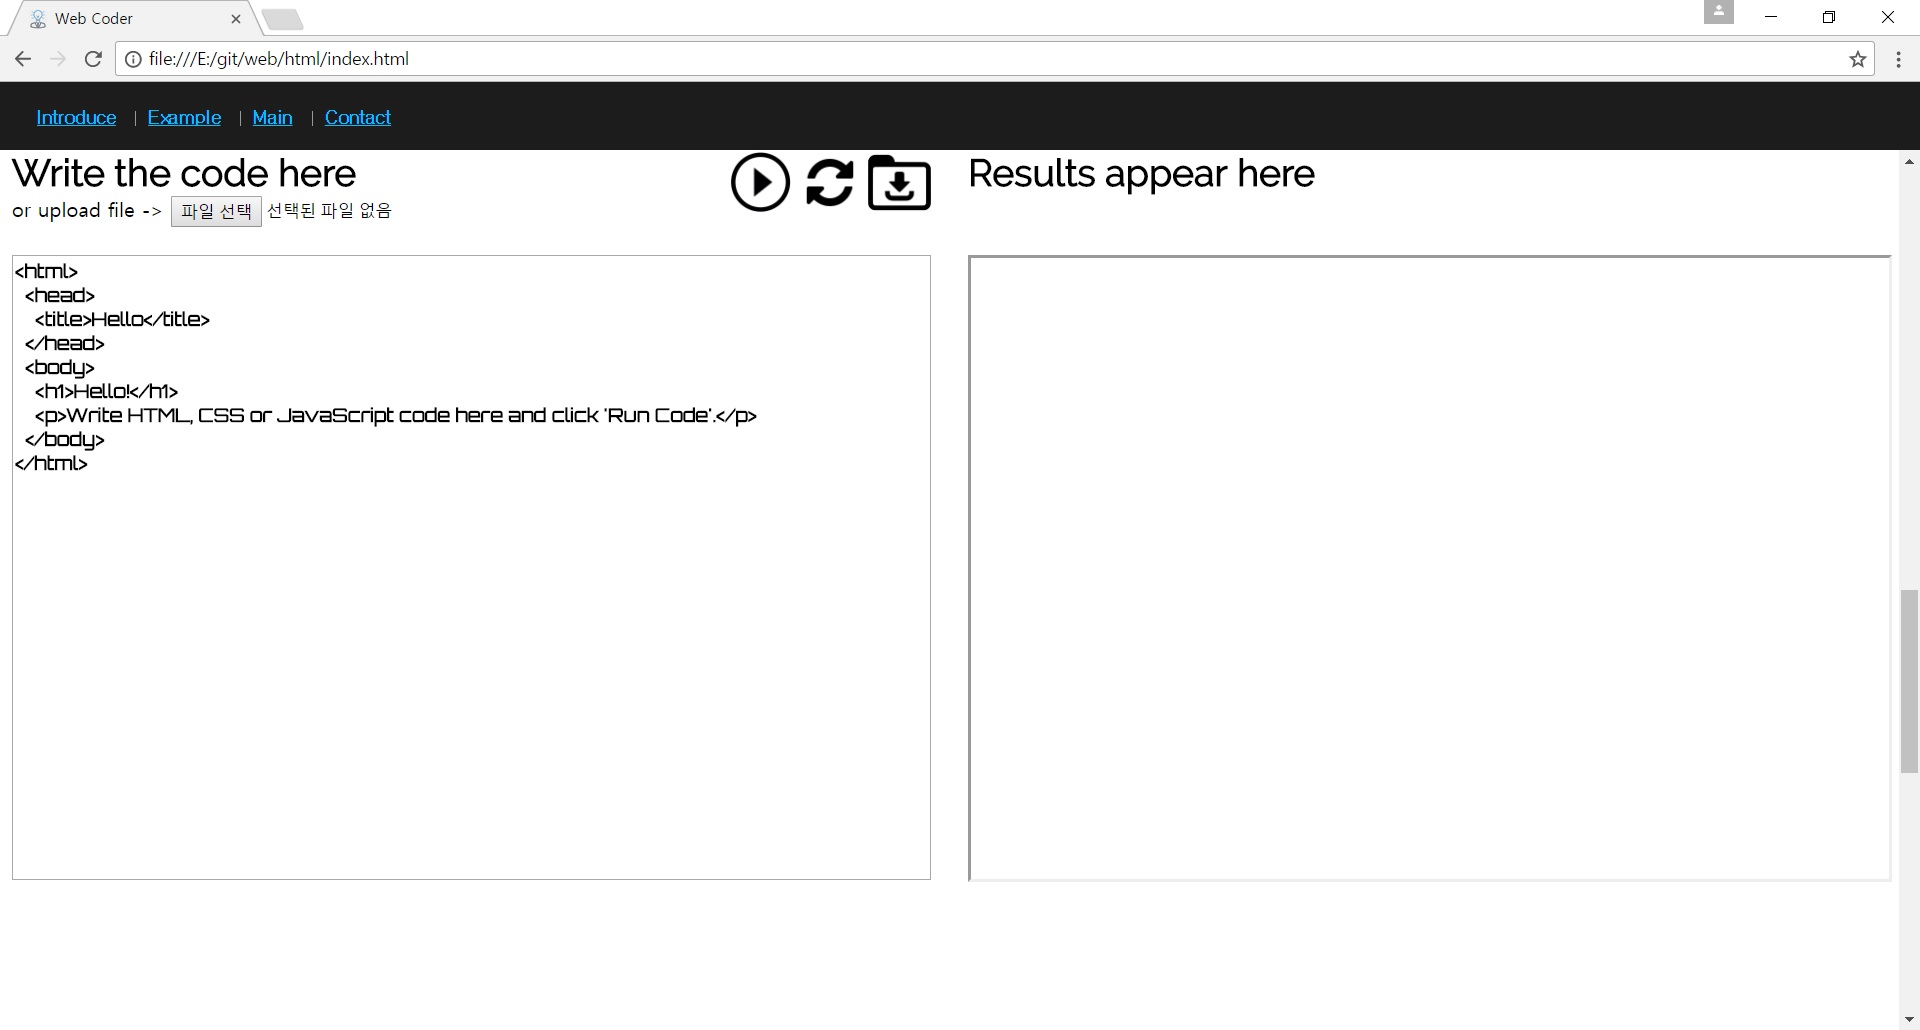 Web Coder
file:///E:/git/web/html/index.html
Introduce | Example | Main | Contact
Write the code here
or upload file -> 파일 선택 선택된 파일 없음
<html>
  <head>
    <title>Hello</title>
  </head>
  <body>
    <h1>Hello!</h1>
    <p>Write HTML, CSS or JavaScript code here and click 'Run Code'.</p>
  </body>
</html>
Results appear here